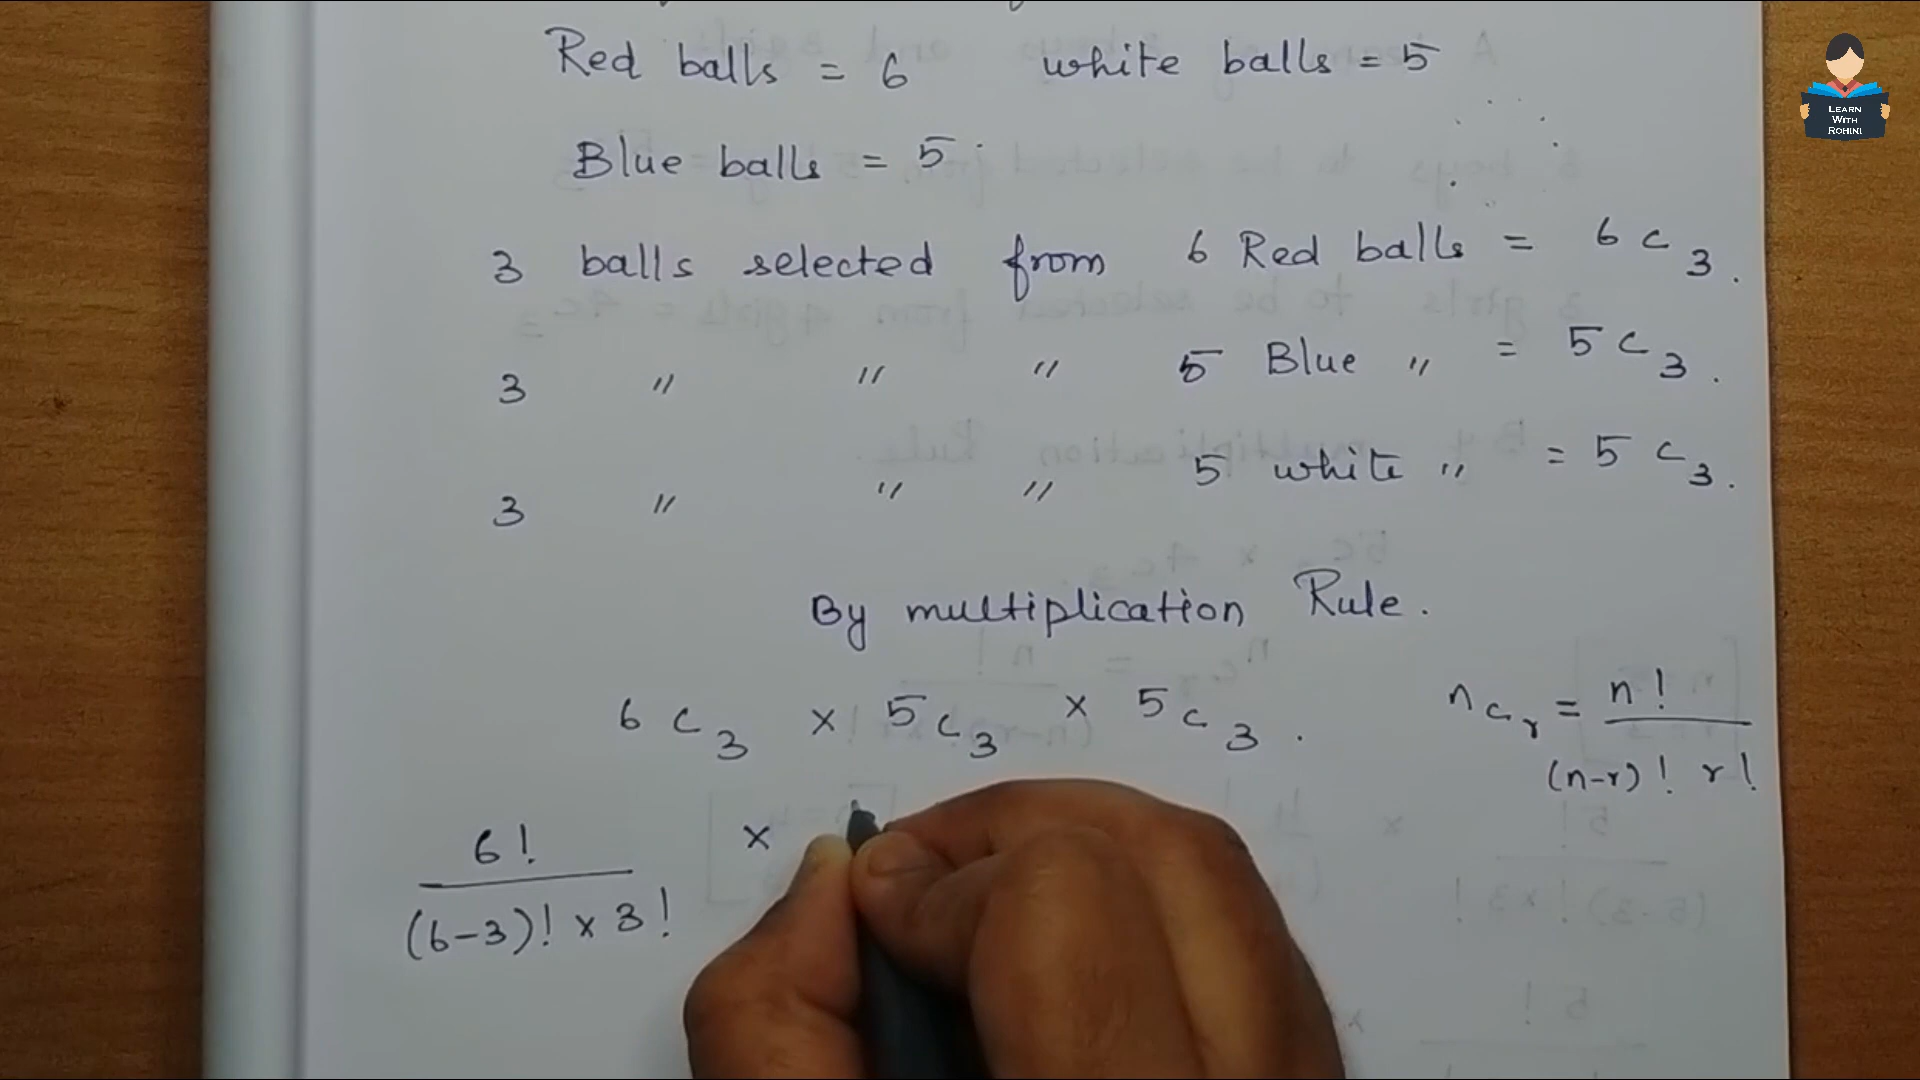 Red balls = 6 white balls = 5
Blue balls = 5
3 balls selected from 6 Red balls = 6c3.
3 " " " 5 Blue " = 5c3.
3 " " " 5 white " = 5c3.
By multiplication Rule.
6c3 × 5c3 × 5c3.
ncr = n! / (n-r)! r!
6! / (6-3)! × 3! ×
LEARN
WITH
ROHINI